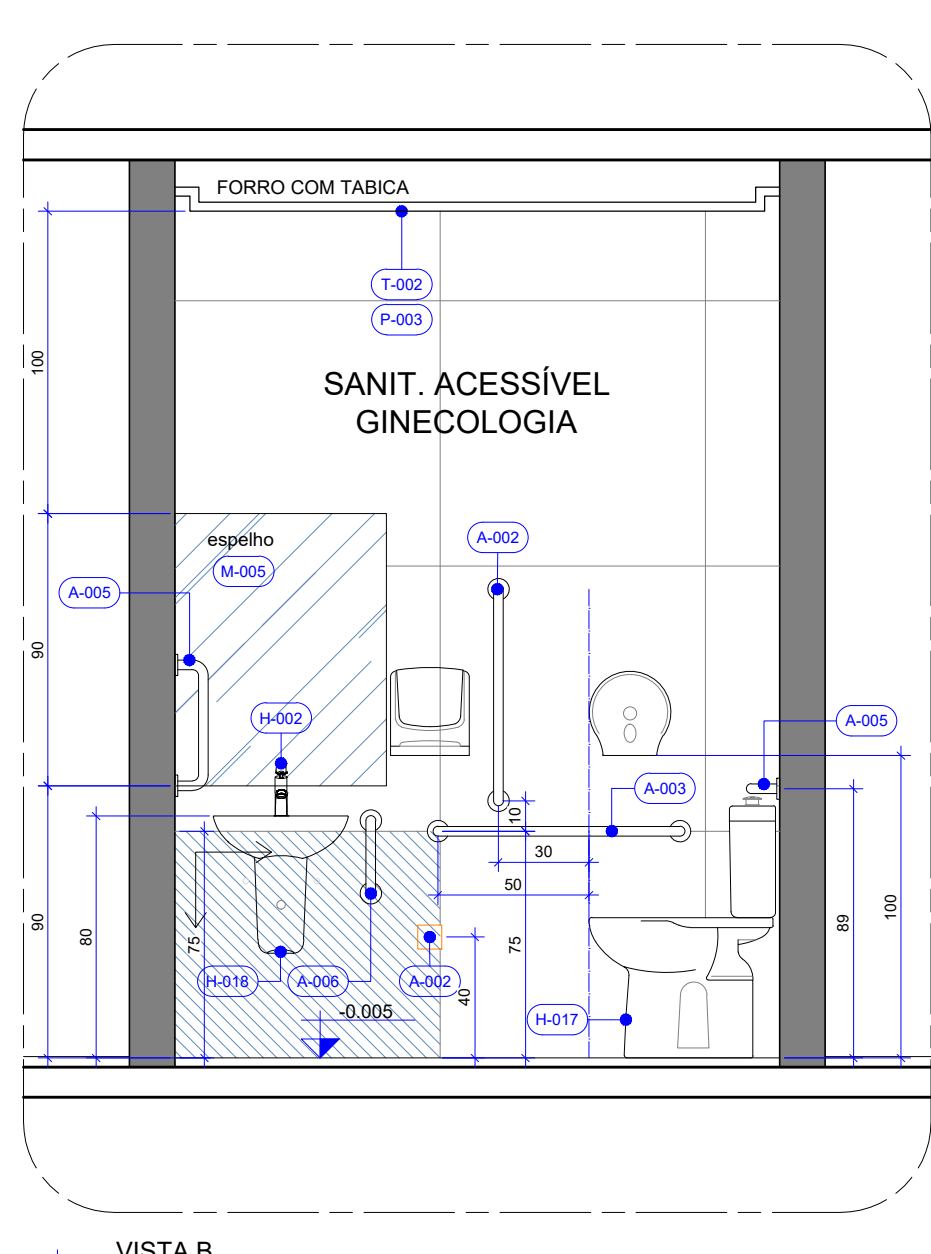 FORRO COM TABICA
T-002
P-003
100
SANIT. ACESSÍVEL
GINECOLOGIA
espelho
M-005
A-002
A-005
90
H-002
A-005
A-003
10
30
50
90
80
75
75
40
89
100
H-018
A-006
A-002
-0.005
H-017
VISTA B